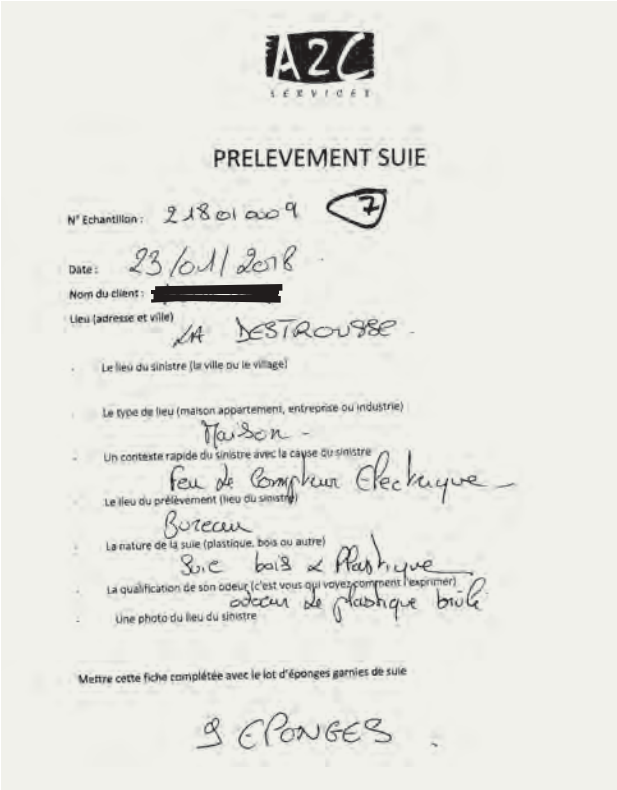 A2C
SERVICES
PRELEVEMENT SUIE
N° Echantillon : 218010009 7
Date : 23/01/2018
Nom du client :
Lieu (adresse et ville)
LA DESTROUSSE.
- Le lieu du sinistre (la ville ou le village)
- Le type de lieu (maison appartement, entreprise ou industrie)
Maison -
- Un contexte rapide du sinistre avec la cause du sinistre
Feu de Compteur Electrique -
- Le lieu du prélèvement (lieu du sinistre)
Bureau
- La nature de la suie (plastique, bois ou autre)
Suie bois & Plastique
- La qualification de son odeur (c'est vous qui voyez comment l'exprimer)
odeur de plastique brûlé
- Une photo du lieu du sinistre
Mettre cette fiche complétée avec le lot d'éponges garnies de suie
9 EPONGES.